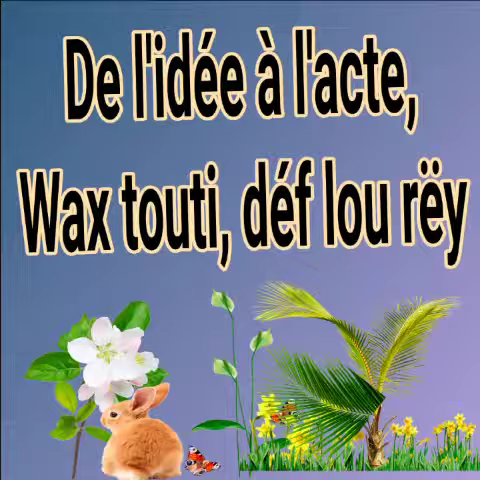 De l'idée à l'acte,
Wax touti, déf lou rëy